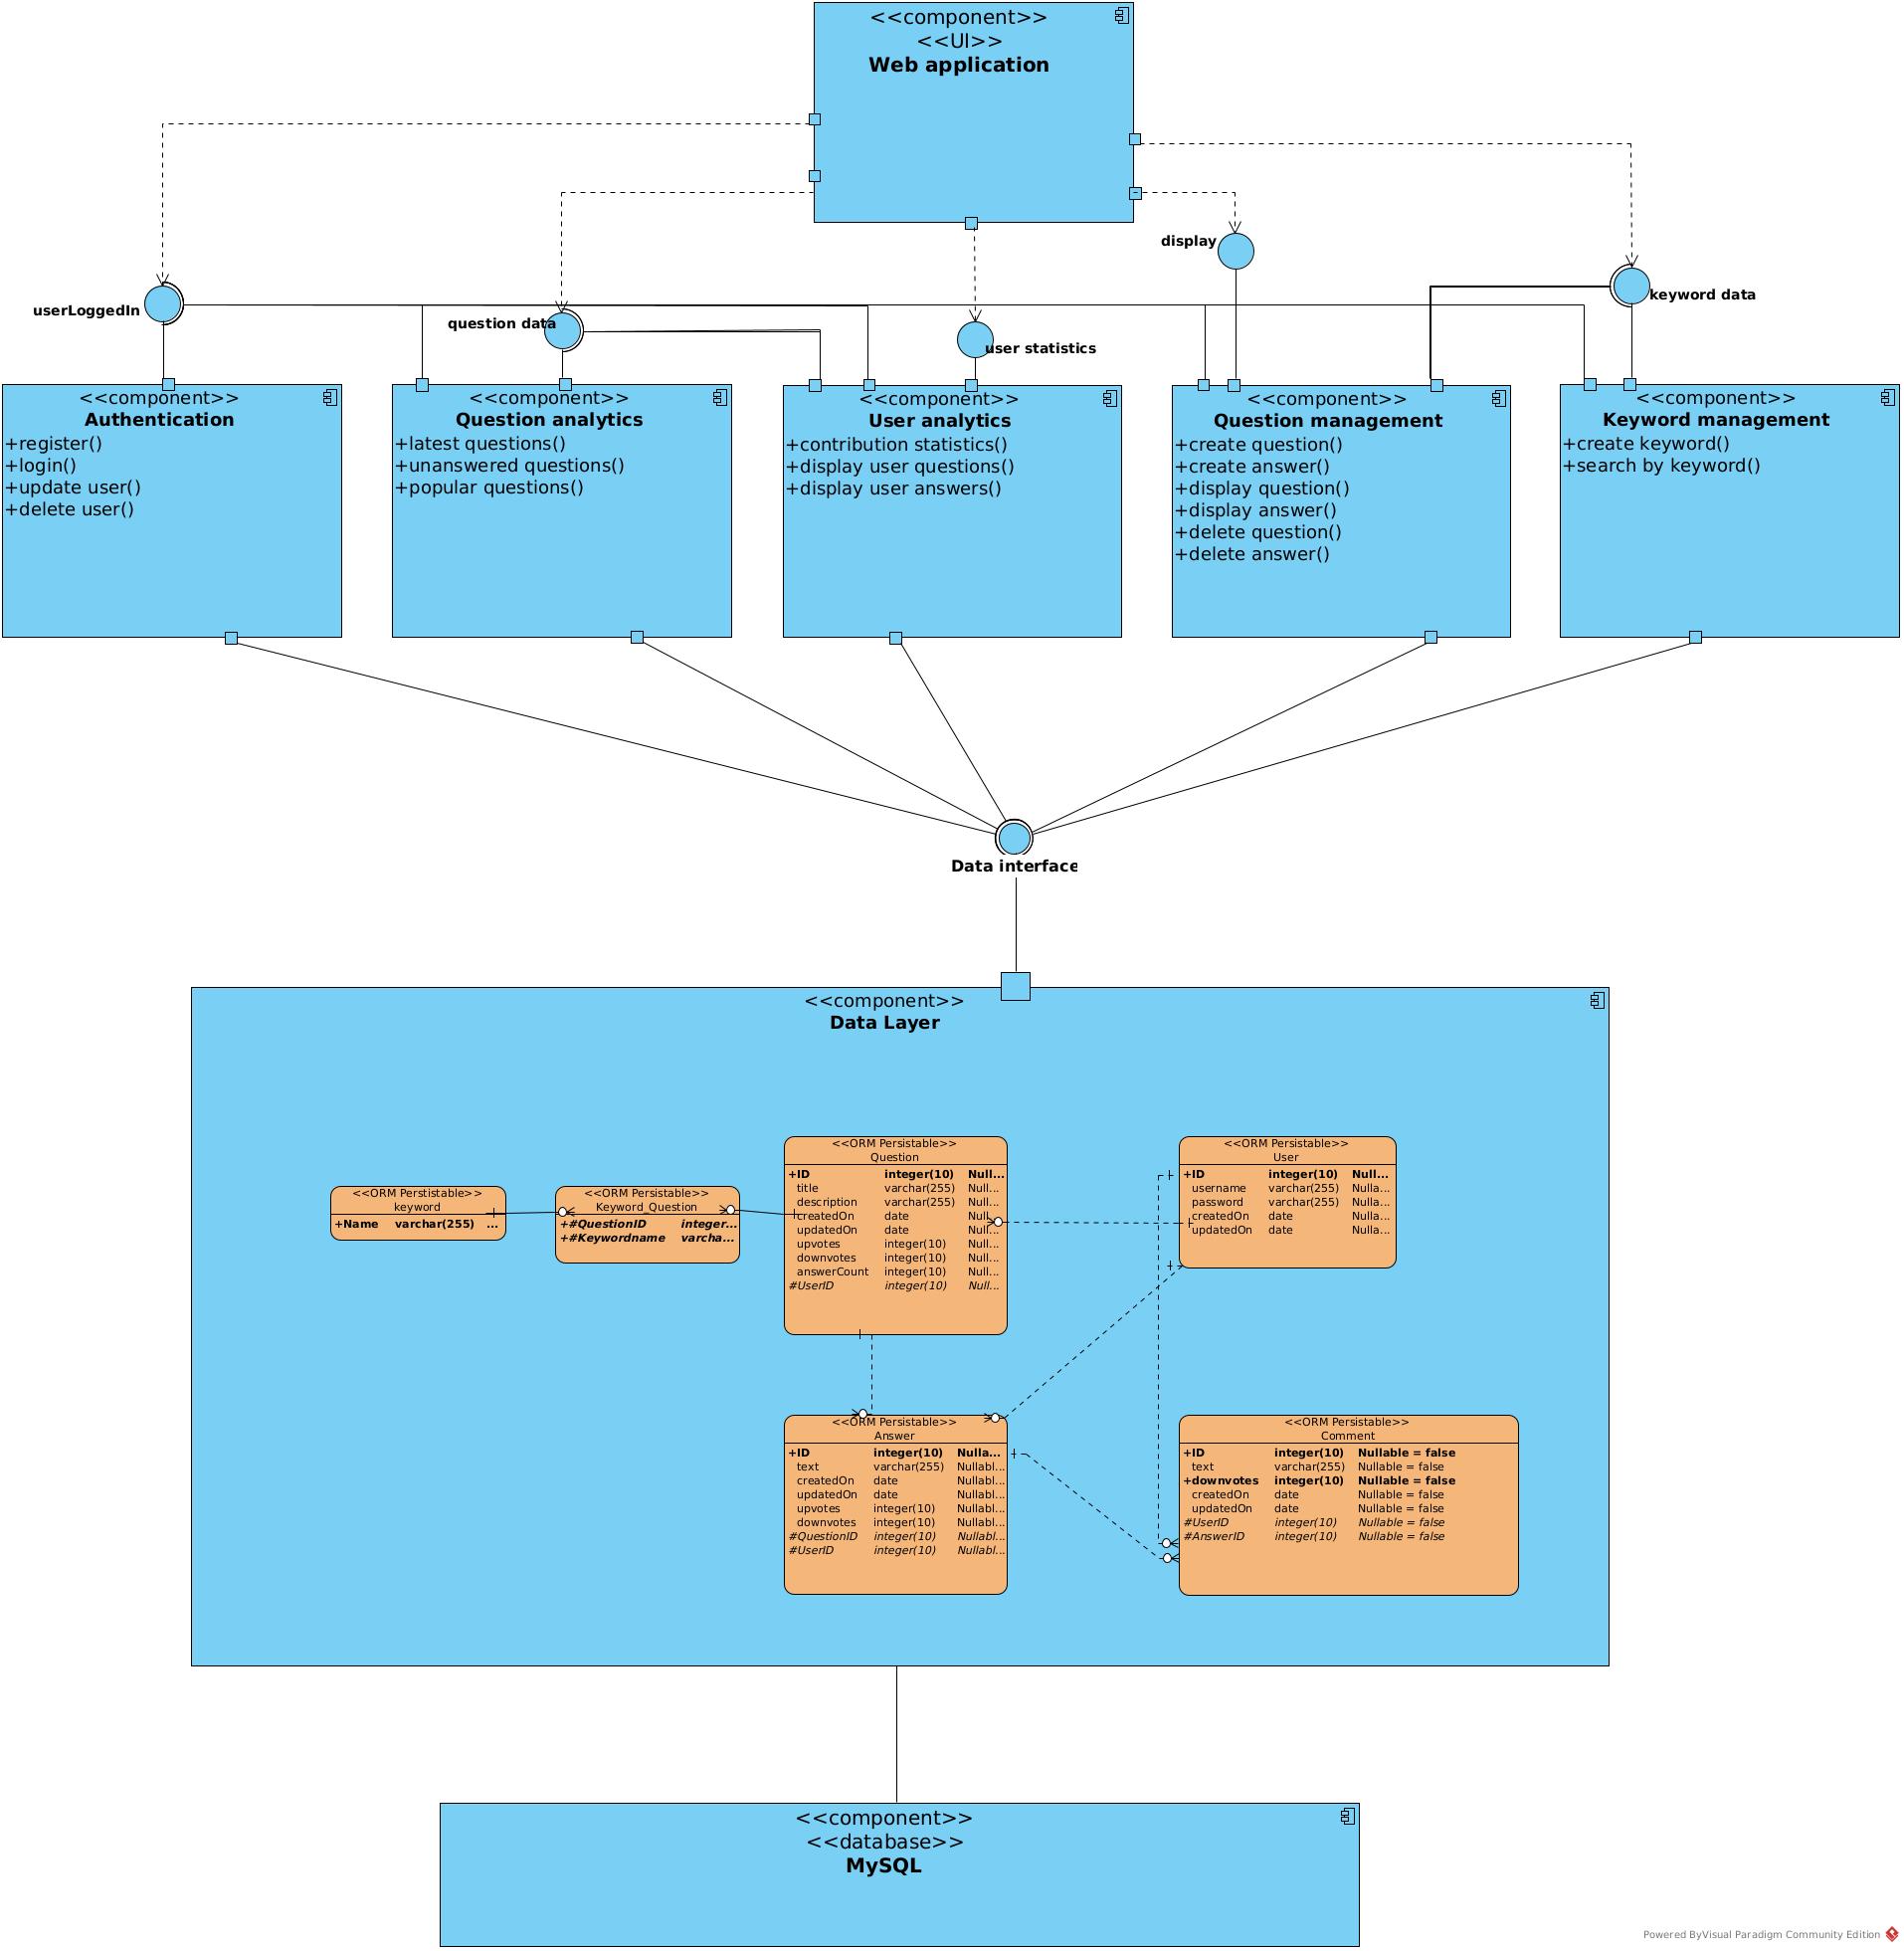 <<component>>
<<UI>>
Web application
display
userLoggedIn
question data
user statistics
keyword data
<<component>>
Authentication
+register()
+login()
+update user()
+delete user()
<<component>>
Question analytics
+latest questions()
+unanswered questions()
+popular questions()
<<component>>
User analytics
+contribution statistics()
+display user questions()
+display user answers()
<<component>>
Question management
+create question()
+create answer()
+display question()
+display answer()
+delete question()
+delete answer()
<<component>>
Keyword management
+create keyword()
+search by keyword()
Data interface
<<component>>
Data Layer
<<ORM Perstistable>>
keyword
+Name varchar(255) ...
<<ORM Persistable>>
Keyword_Question
+#QuestionID integer...
+#Keywordname varcha...
<<ORM Persistable>>
Question
+ID integer(10) Null...
title varchar(255) Null...
description varchar(255) Null...
createdOn date Null...
updatedOn date Null...
upvotes integer(10) Null...
downvotes integer(10) Null...
answerCount integer(10) Null...
#UserID integer(10) Null...
<<ORM Persistable>>
User
+ID integer(10) Null...
username varchar(255) Nulla...
password varchar(255) Nulla...
createdOn date Nulla...
updatedOn date Nulla...
<<ORM Persistable>>
Answer
+ID integer(10) Nulla...
text varchar(255) Nullabl...
createdOn date Nullabl...
updatedOn date Nullabl...
upvotes integer(10) Nullabl...
downvotes integer(10) Nullabl...
#QuestionID integer(10) Nullabl...
#UserID integer(10) Nullabl...
<<ORM Persistable>>
Comment
+ID integer(10) Nullable = false
text varchar(255) Nullable = false
+downvotes integer(10) Nullable = false
createdOn date Nullable = false
updatedOn date Nullable = false
#UserID integer(10) Nullable = false
#AnswerID integer(10) Nullable = false
<<component>>
<<database>>
MySQL
Powered ByVisual Paradigm Community Edition